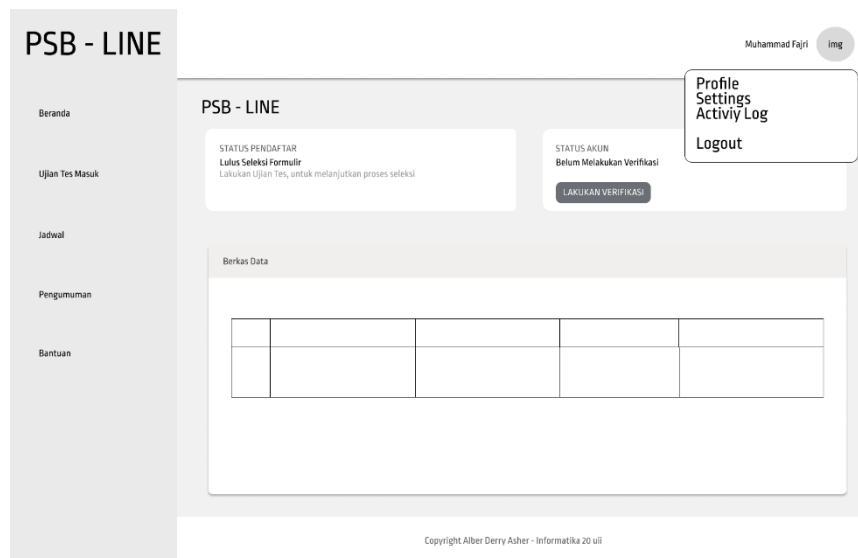 PSB - LINE
Muhammad Fajri
img
Profile
Settings
Activiy Log
Logout
Beranda
Ujian Tes Masuk
Jadwal
Pengumuman
Bantuan
PSB - LINE
STATUS PENDAFTAR
Lulus Seleksi Formulir
Lakukan Ujian Tes, untuk melanjutkan proses seleksi
STATUS AKUN
Belum Melakukan Verifikasi
LAKUKAN VERIFIKASI
Berkas Data
Copyright Alber Derry Asher - Informatika 20 uii